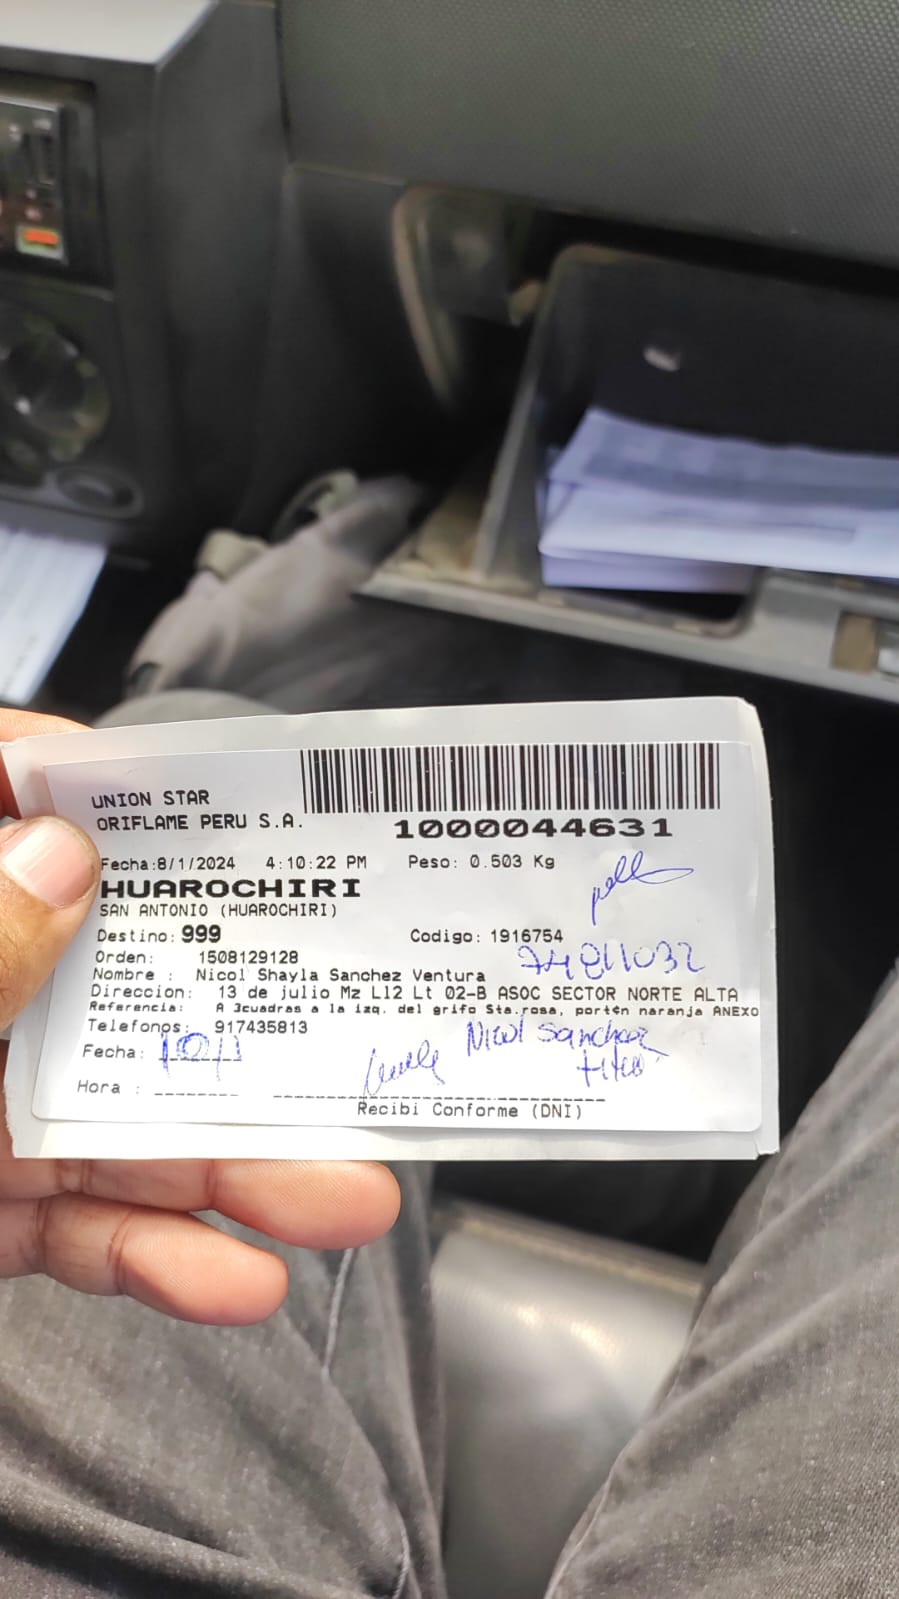 UNION STAR
ORIFLAME PERU S.A.
1000044631
Fecha:8/1/2024 4:10:22 PM Peso: 0.503 Kg
HUAROCHIRI
SAN ANTONIO (HUAROCHIRI)
Destino: 999 Codigo: 1916754
Orden: 1508129128
74811032
Nombre : Nicol Shayla Sanchez Ventura
Direccion: 13 de julio Mz L12 Lt 02-B ASOC SECTOR NORTE ALTA
Referencia: A 3cuadras a la izq. del grifo Sta.rosa, port¢n naranja ANEXO
Telefonos: 917435813
Nicol Sanchez
Fecha: 10/1
Hora :
Recibi Conforme (DNI)